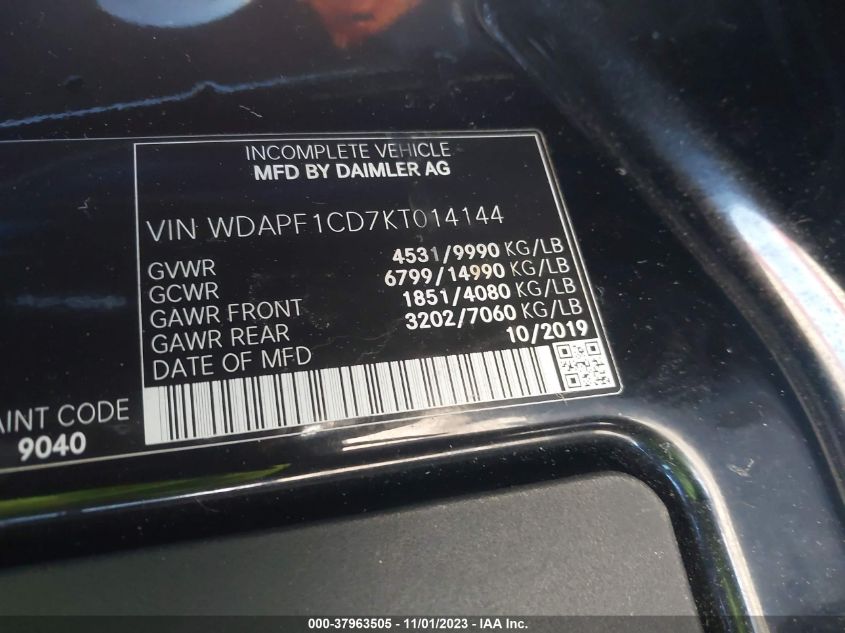 INCOMPLETE VEHICLE
MFD BY DAIMLER AG
VIN WDAPF1CD7KT014144
GVWR 4531/9990 KG/LB
GCWR 6799/14990 KG/LB
GAWR FRONT 1851/4080 KG/LB
GAWR REAR 3202/7060 KG/LB
DATE OF MFD 10/2019
AINT CODE
9040
000-37963505 - 11/01/2023 - IAA Inc.